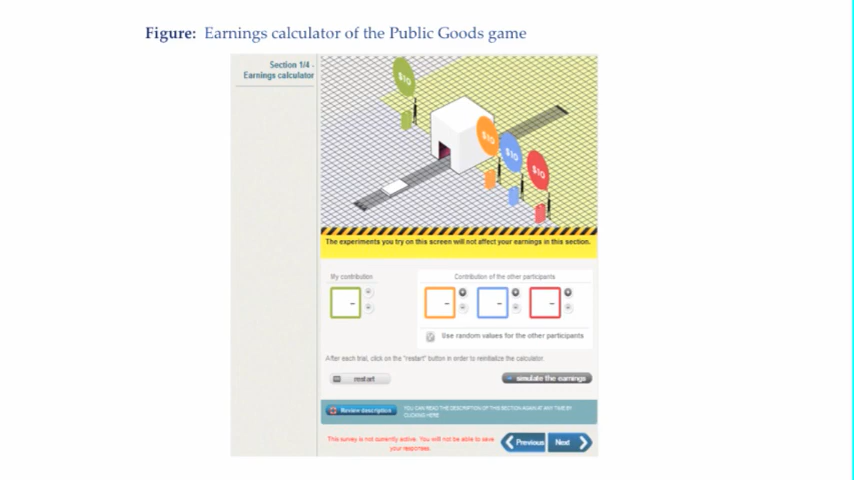 Figure: Earnings calculator of the Public Goods game
Section 1/4 -
Earnings calculator
$10
$10
$10
$10
The experiments you try on this screen will not affect your earnings in this section.
My contribution
Contribution of the other participants
- - - -
Use random values for the other participants
After each trial, click on the "restart" button in order to reinitialize the calculator.
restart
simulate the earnings
Review description
YOU CAN READ THE DESCRIPTION OF THIS SECTION AGAIN AT ANY TIME BY
CLICKING HERE
This survey is not currently active. You will not be able to save
your responses.
Previous
Next